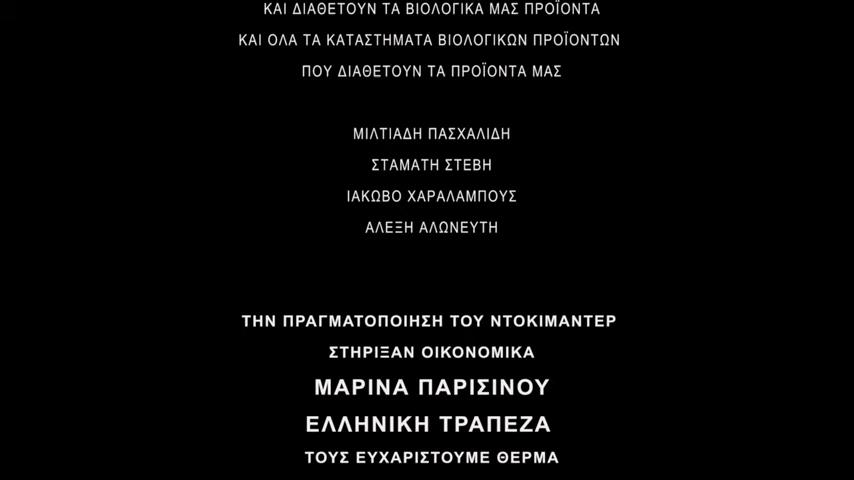 ΚΑΙ ΔΙΑΘΕΤΟΥΝ ΤΑ ΒΙΟΛΟΓΙΚΑ ΜΑΣ ΠΡΟΪΟΝΤΑ
ΚΑΙ ΟΛΑ ΤΑ ΚΑΤΑΣΤΗΜΑΤΑ ΒΙΟΛΟΓΙΚΩΝ ΠΡΟΪΟΝΤΩΝ
ΠΟΥ ΔΙΑΘΕΤΟΥΝ ΤΑ ΠΡΟΪΟΝΤΑ ΜΑΣ
ΜΙΛΤΙΑΔΗ ΠΑΣΧΑΛΙΔΗ
ΣΤΑΜΑΤΗ ΣΤΕΒΗ
ΙΑΚΩΒΟ ΧΑΡΑΛΑΜΠΟΥΣ
ΑΛΕΞΗ ΑΛΩΝΕΥΤΗ
ΤΗΝ ΠΡΑΓΜΑΤΟΠΟΙΗΣΗ ΤΟΥ ΝΤΟΚΙΜΑΝΤΕΡ
ΣΤΗΡΙΞΑΝ ΟΙΚΟΝΟΜΙΚΑ
ΜΑΡΙΝΑ ΠΑΡΙΣΙΝΟΥ
ΕΛΛΗΝΙΚΗ ΤΡΑΠΕΖΑ
ΤΟΥΣ ΕΥΧΑΡΙΣΤΟΥΜΕ ΘΕΡΜΑ